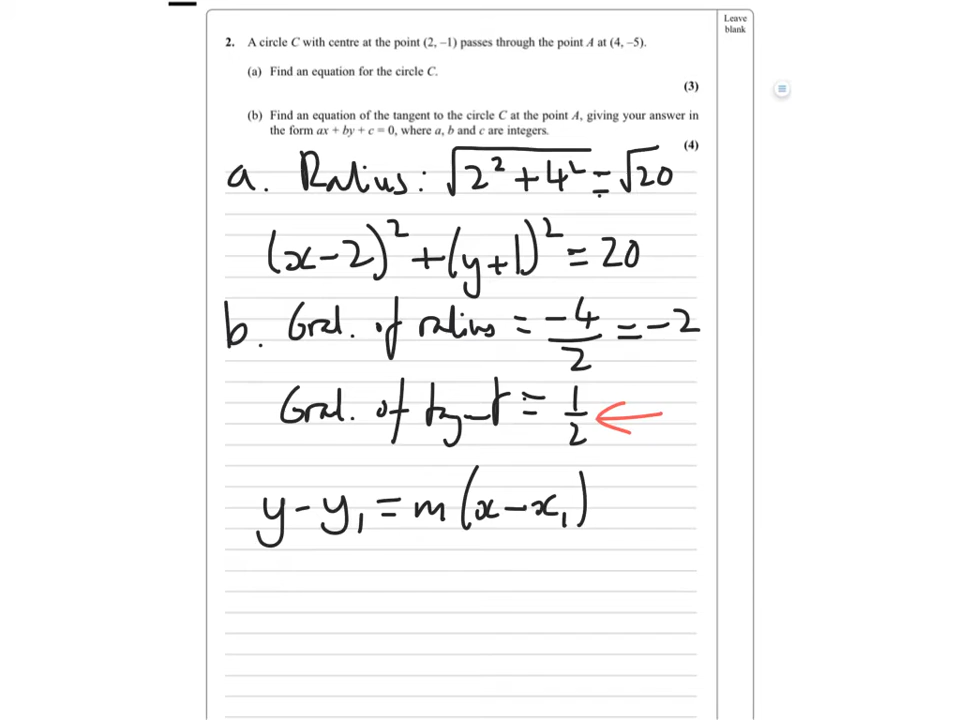 Leave
blank
2. A circle C with centre at the point (2, –1) passes through the point A at (4, –5).
(a) Find an equation for the circle C.
(3)
(b) Find an equation of the tangent to the circle C at the point A, giving your answer in
the form ax + by + c = 0, where a, b and c are integers.
(4)
a. Radius: √(2² + 4²) = √20
(x – 2)² + (y + 1)² = 20
b. Grad. of radius = –4/2 = –2
Grad. of tangent = 1/2
y – y₁ = m(x – x₁)